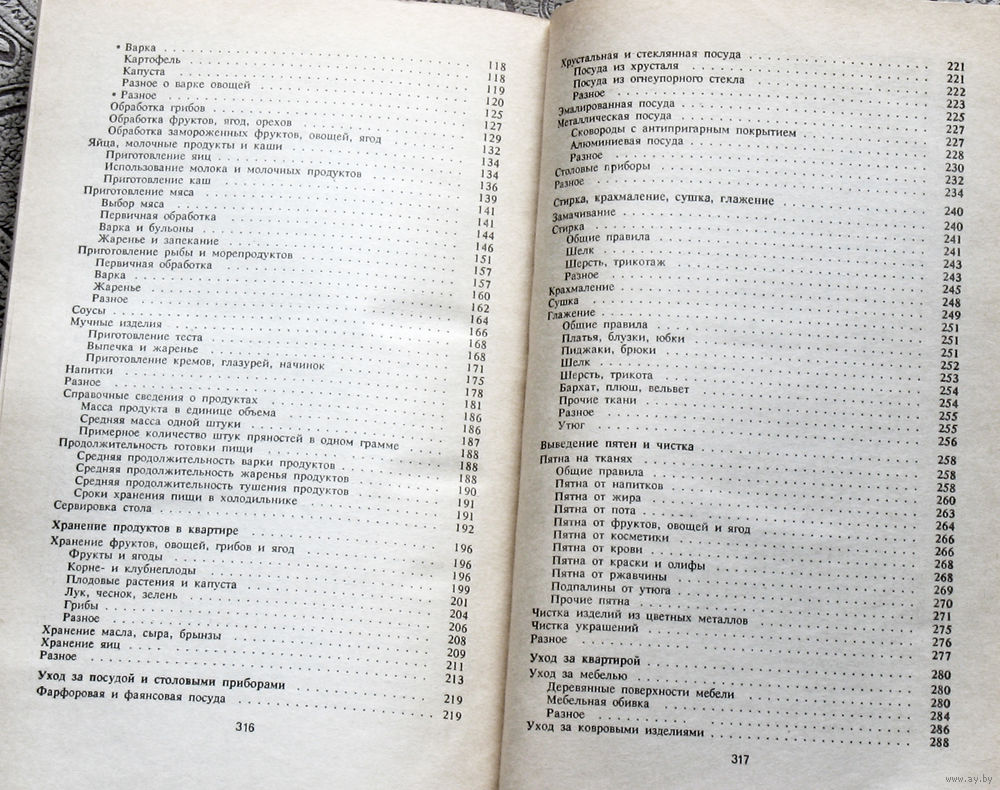 • Варка . . . 118
Картофель . . . 118
Капуста . . . 119
Разное о варке овощей . . . 120
• Разное . . . 125
Обработка грибов . . . 127
Обработка фруктов, ягод, орехов . . . 129
Обработка замороженных фруктов, овощей, ягод . . . 132
Яйца, молочные продукты и каши . . . 134
Приготовление яиц . . . 134
Использование молока и молочных продуктов . . . 136
Приготовление каш . . . 139
Приготовление мяса . . . 141
Выбор мяса . . . 141
Первичная обработка . . . 144
Варка и бульоны . . . 146
Жаренье и запекание . . . 151
Приготовление рыбы и морепродуктов . . . 157
Первичная обработка . . . 157
Варка . . . 160
Жаренье . . . 162
Разное . . . 164
Соусы . . . 166
Мучные изделия . . . 168
Приготовление теста . . . 168
Выпечка и жаренье . . . 171
Приготовление кремов, глазурей, начинок . . . 175
Напитки . . . 178
Разное . . . 181
Справочные сведения о продуктах . . . 186
Масса продукта в единице объема . . . 186
Средняя масса одной штуки . . . 187
Примерное количество штук пряностей в одном грамме . . . 188
Продолжительность готовки пищи . . . 188
Средняя продолжительность варки продуктов . . . 188
Средняя продолжительность жаренья продуктов . . . 190
Средняя продолжительность тушения продуктов . . . 191
Сроки хранения пищи в холодильнике . . . 191
Сервировка стола . . . 192
Хранение продуктов в квартире . . . 196
Хранение фруктов, овощей, грибов и ягод . . . 196
Фрукты и ягоды . . . 196
Корне- и клубнеплоды . . . 199
Плодовые растения и капуста . . . 201
Лук, чеснок, зелень . . . 204
Грибы . . . 206
Разное . . . 208
Хранение масла, сыра, брынзы . . . 209
Хранение яиц . . . 211
Разное . . . 213
Уход за посудой и столовыми приборами . . . 219
Фарфоровая и фаянсовая посуда . . . 219
316
Хрустальная и стеклянная посуда . . . 221
Посуда из хрусталя . . . 221
Посуда из огнеупорного стекла . . . 222
Разное . . . 223
Эмалированная посуда . . . 225
Металлическая посуда . . . 227
Сковороды с антипригарным покрытием . . . 227
Алюминиевая посуда . . . 228
Разное . . . 230
Столовые приборы . . . 232
Разное . . . 234
Стирка, крахмаление, сушка, глажение . . . 240
Замачивание . . . 240
Стирка . . . 241
Общие правила . . . 241
Шелк . . . 243
Шерсть, трикотаж . . . 243
Разное . . . 245
Крахмаление . . . 248
Сушка . . . 249
Глажение . . . 251
Общие правила . . . 251
Платья, блузки, юбки . . . 251
Пиджаки, брюки . . . 252
Шелк . . . 253
Шерсть, трикота . . . 254
Бархат, плюш, вельвет . . . 254
Прочие ткани . . . 255
Разное . . . 255
Утюг . . . 256
Выведение пятен и чистка . . . 258
Пятна на тканях . . . 258
Общие правила . . . 258
Пятна от напитков . . . 260
Пятна от жира . . . 263
Пятна от пота . . . 264
Пятна от фруктов, овощей и ягод . . . 266
Пятна от косметики . . . 266
Пятна от крови . . . 268
Пятна от краски и олифы . . . 268
Пятна от ржавчины . . . 269
Подпалины от утюга . . . 270
Прочие пятна . . . 271
Чистка изделий из цветных металлов . . . 275
Чистка украшений . . . 276
Разное . . . 277
Уход за квартирой . . . 280
Уход за мебелью . . . 280
Деревянные поверхности мебели . . . 280
Мебельная обивка . . . 284
Разное . . . 286
Уход за ковровыми изделиями . . . 288
317
www.ay.by